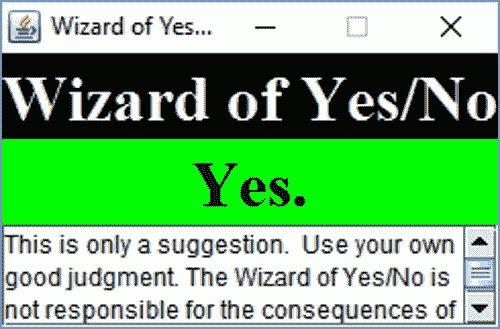 Wizard of Yes...
Wizard of Yes/No
Yes.
This is only a suggestion.  Use your own
good judgment. The Wizard of Yes/No is
not responsible for the consequences of